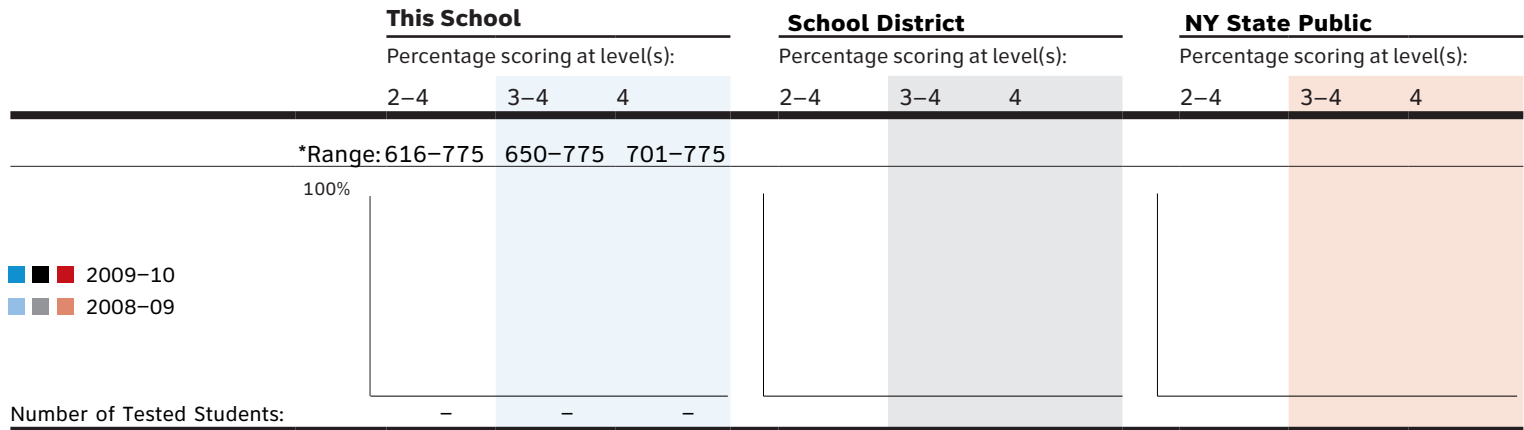 This School School District NY State Public
Percentage scoring at level(s): Percentage scoring at level(s): Percentage scoring at level(s):
2–4 3–4 4 2–4 3–4 4 2–4 3–4 4
*Range: 616–775 650–775 701–775
100%
2009–10
2008–09
Number of Tested Students: – – –